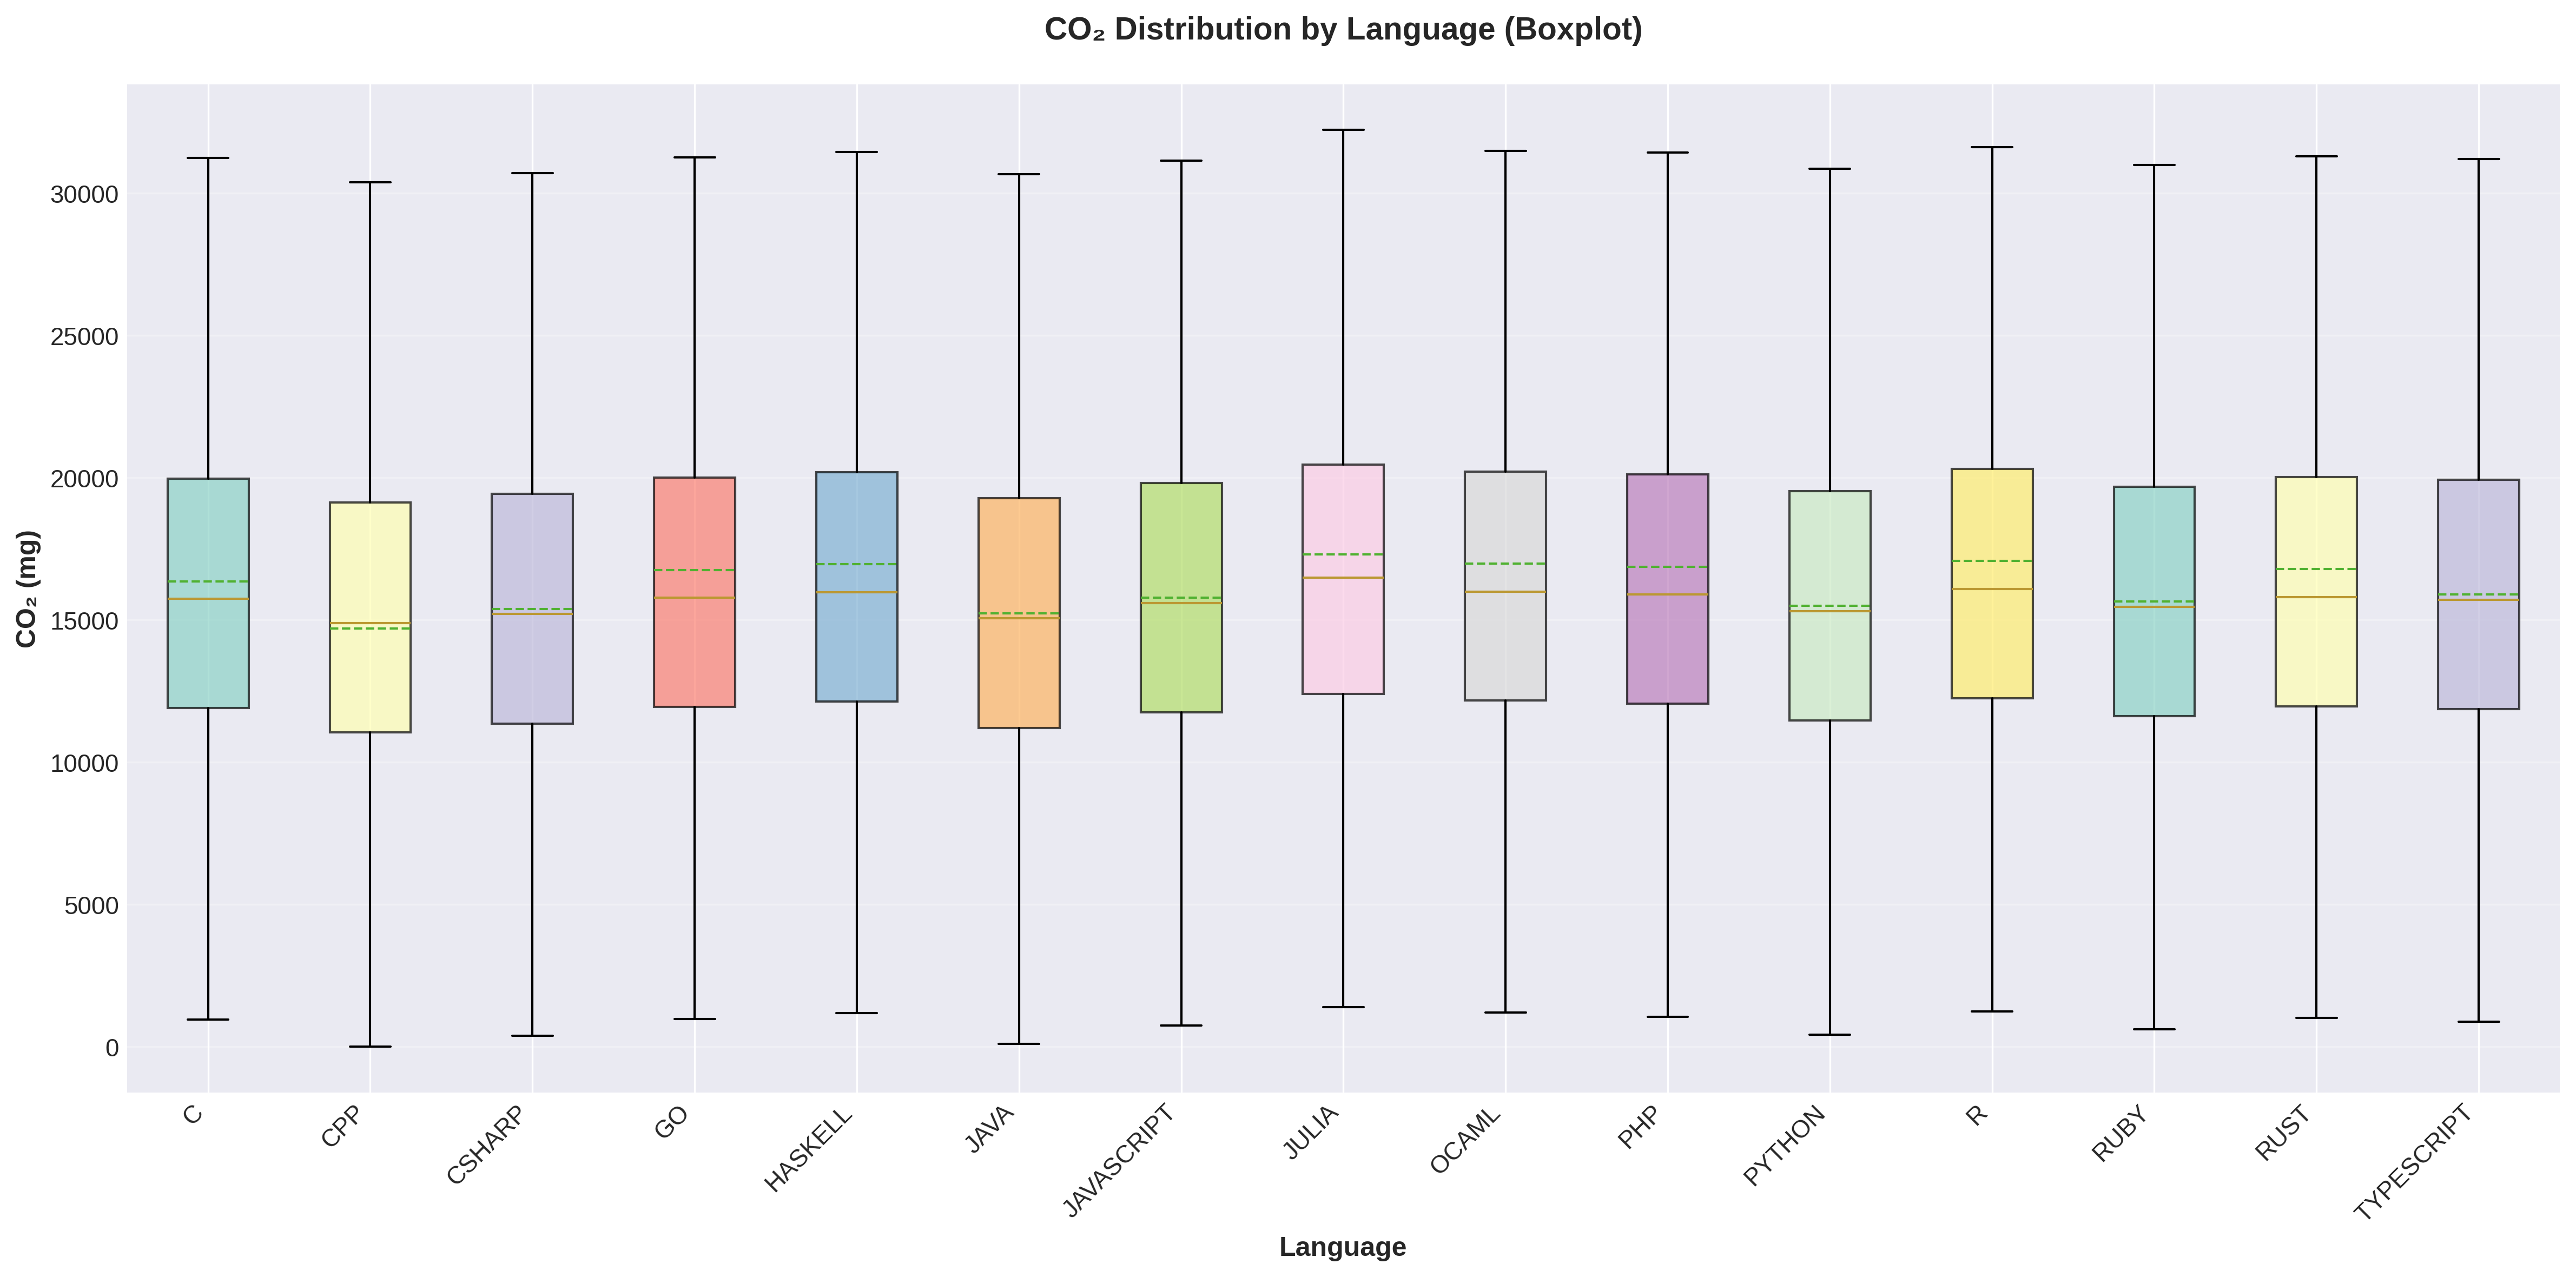 CO₂ Distribution by Language (Boxplot)
CO₂ (mg)
30000
25000
20000
15000
10000
5000
0
C
CPP
CSHARP
GO
HASKELL
JAVA
JAVASCRIPT
JULIA
OCAML
PHP
PYTHON
R
RUBY
RUST
TYPESCRIPT
Language